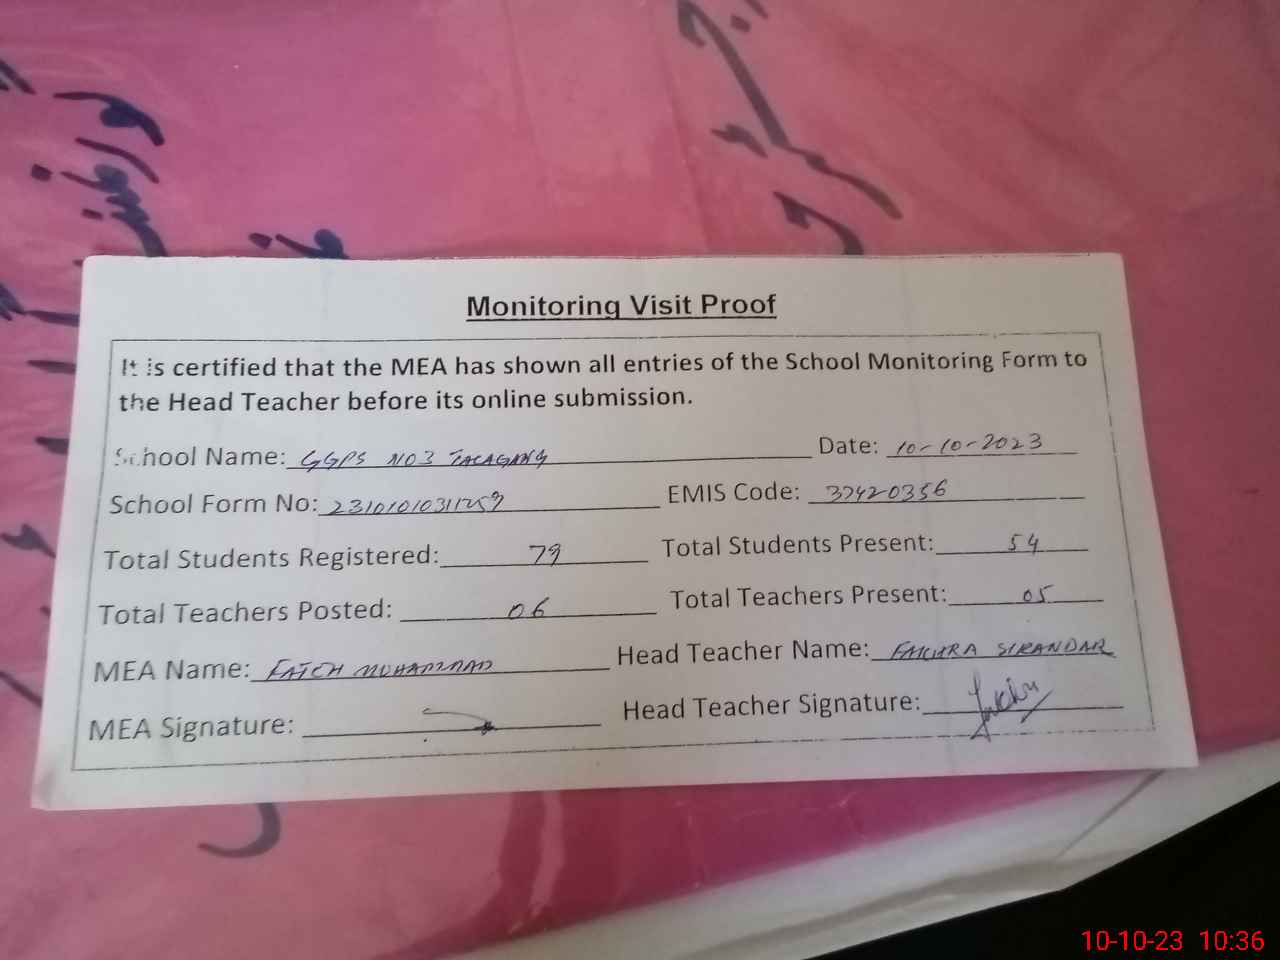 Monitoring Visit Proof
It is certified that the MEA has shown all entries of the School Monitoring Form to
the Head Teacher before its online submission.
School Name: GGPS NO3 TALAGANG Date: 10-10-2023
School Form No: EMIS Code: 37420356
Total Students Registered: 79 Total Students Present: 54
Total Teachers Posted: 06 Total Teachers Present: 05
MEA Name: FATEH MUHAMMAD Head Teacher Name: FAKHRA
MEA Signature: Head Teacher Signature:
10-10-23 10:36